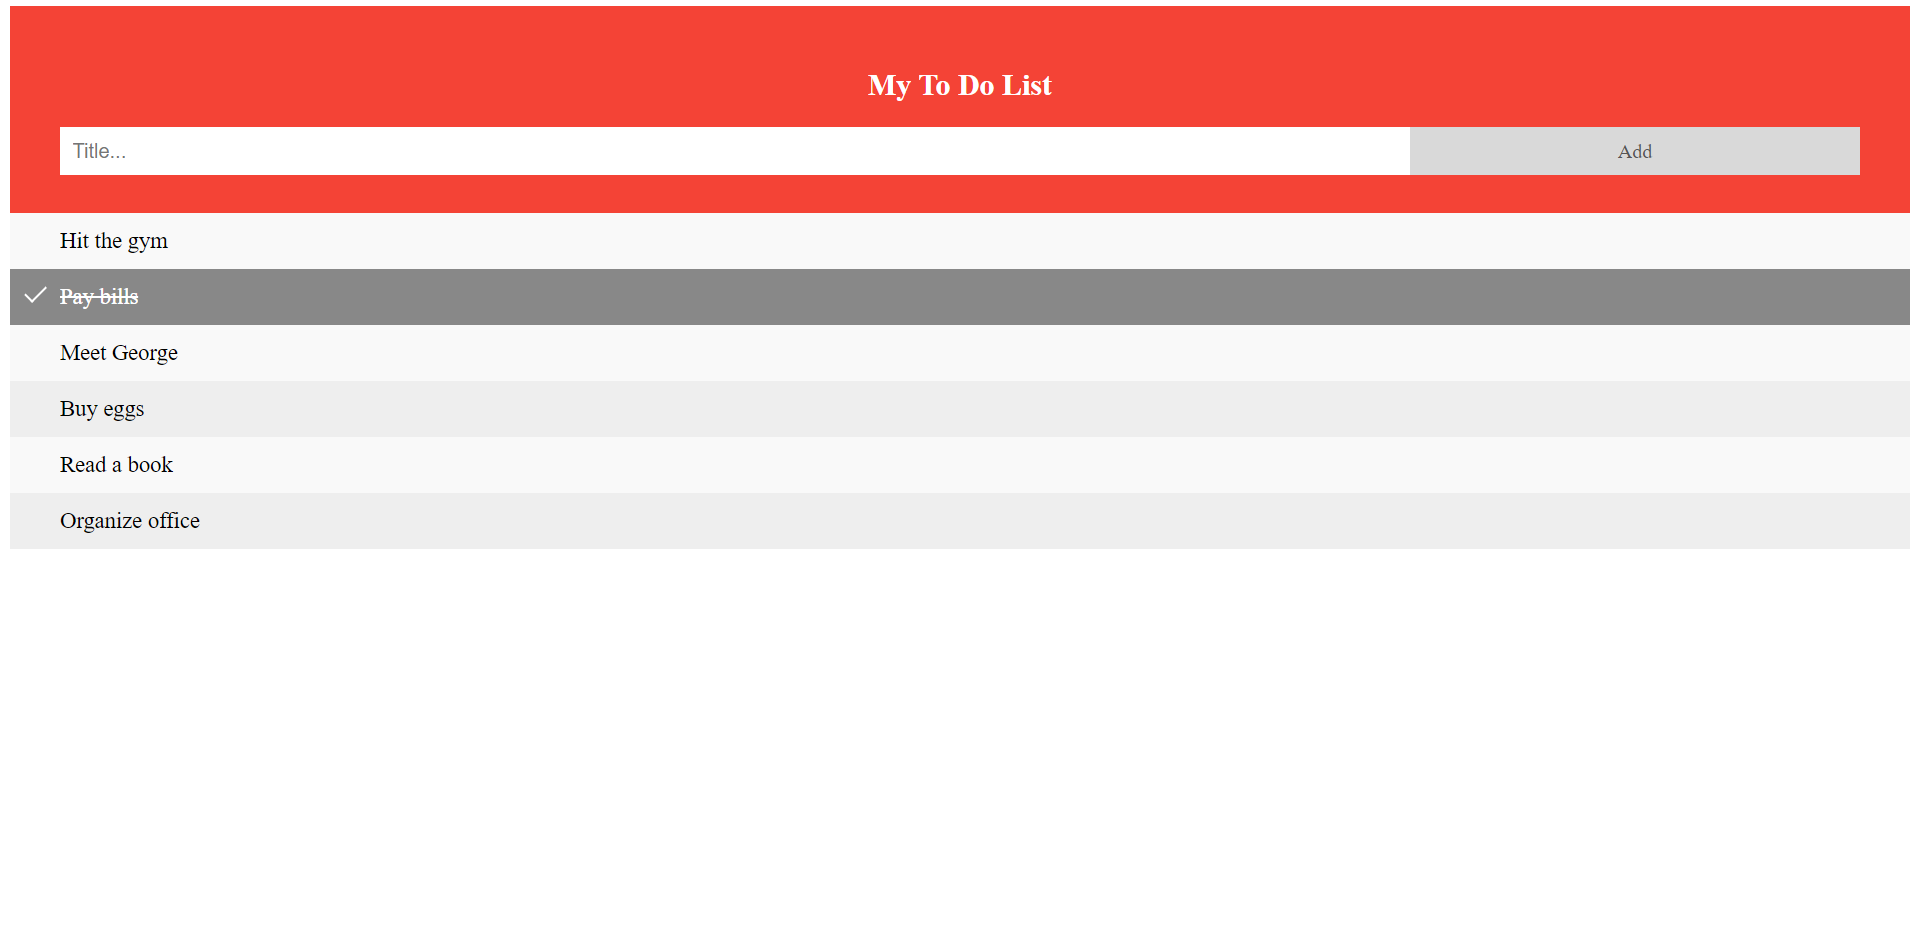 My To Do List
Title...
Add
Hit the gym
Pay bills
Meet George
Buy eggs
Read a book
Organize office